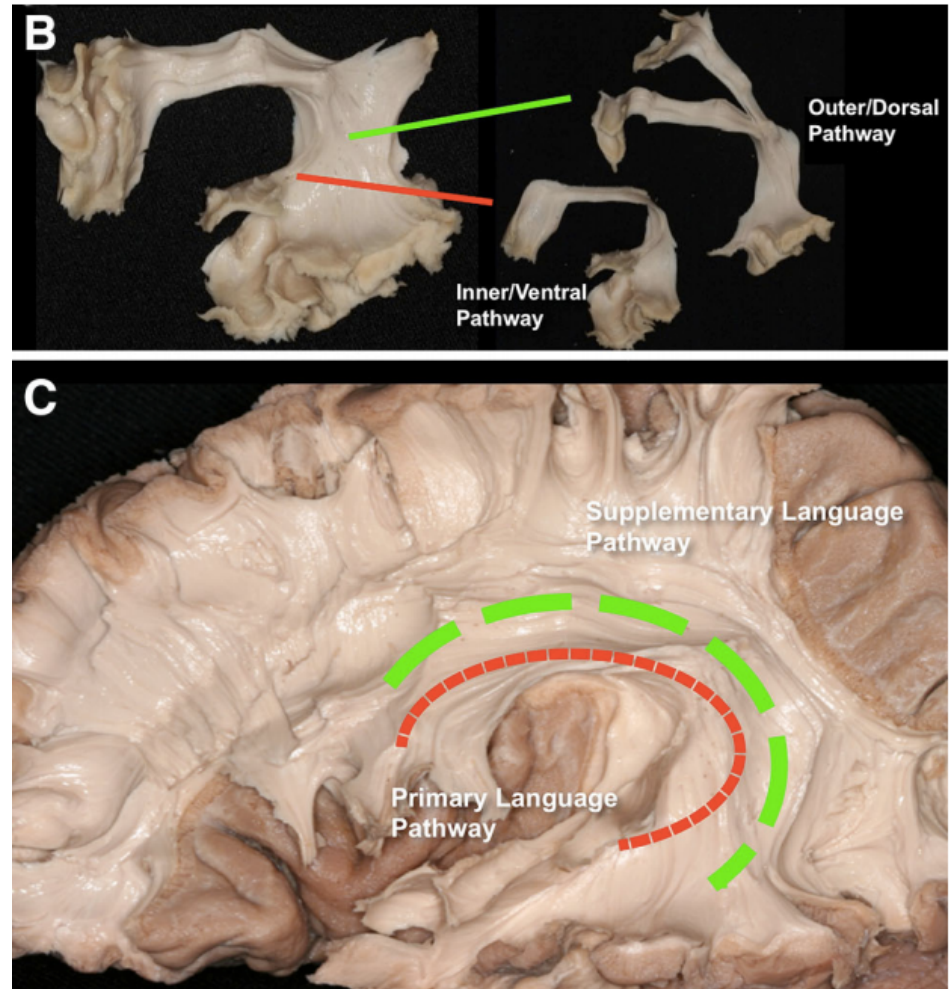 B
Outer/Dorsal
Pathway
Inner/Ventral
Pathway
C
Supplementary Language
Pathway
Primary Language
Pathway